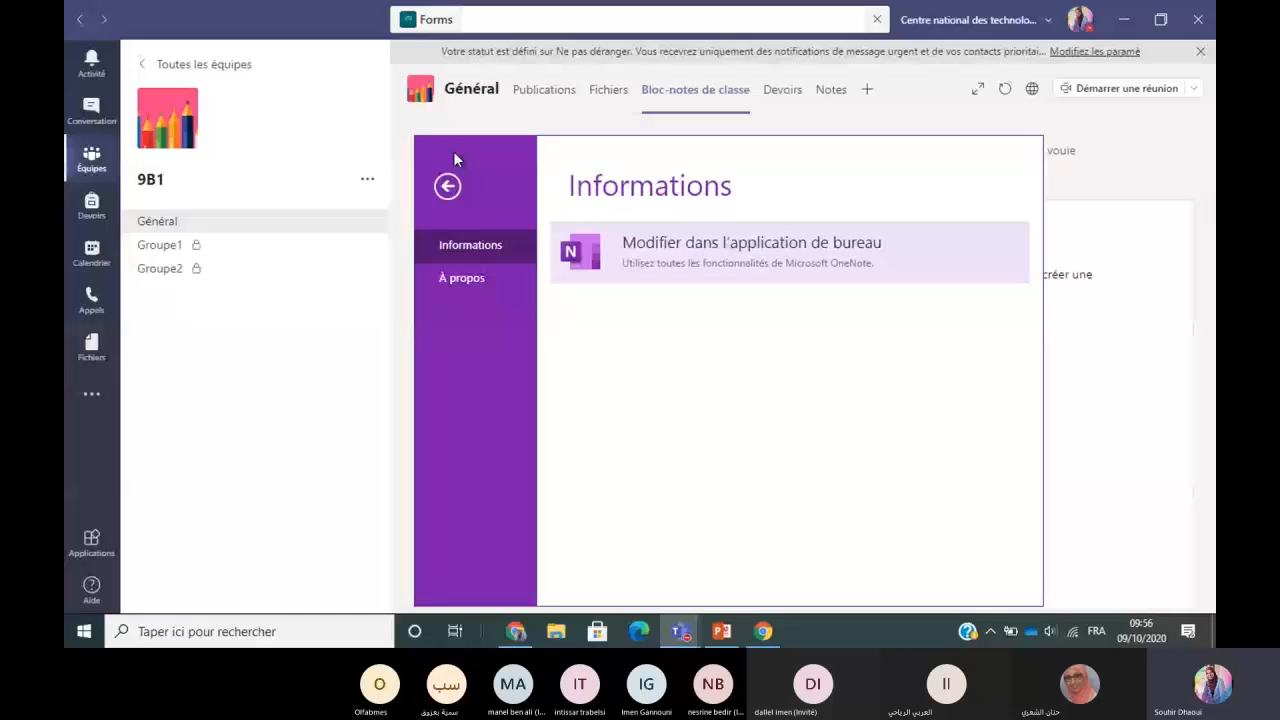 Forms
Centre national des technolo...
Votre statut est défini sur Ne pas déranger. Vous recevrez uniquement des notifications de message urgent et de vos contacts prioritai... Modifiez les paramè
Activité
Conversation
Équipes
Devoirs
Calendrier
Appels
Fichiers
Applications
Aide
Toutes les équipes
9B1
Général
Groupe1
Groupe2
Général
Publications
Fichiers
Bloc-notes de classe
Devoirs
Notes
Démarrer une réunion
Informations
À propos
Informations
N
Modifier dans l'application de bureau
Utilisez toutes les fonctionnalités de Microsoft OneNote.
vouie
créer une
Taper ici pour rechercher
FRA
09:56
09/10/2020
O
سب
MA
IT
IG
NB
DI
II
Olfabmes
سمية بعزوق
manel ben ali (I...
intissar trabelsi
Imen Gannouni
nesrine bedir (I...
dallel imen (Invité)
العربي الرياحي
حنان الشعري
Souhir Dhaoui